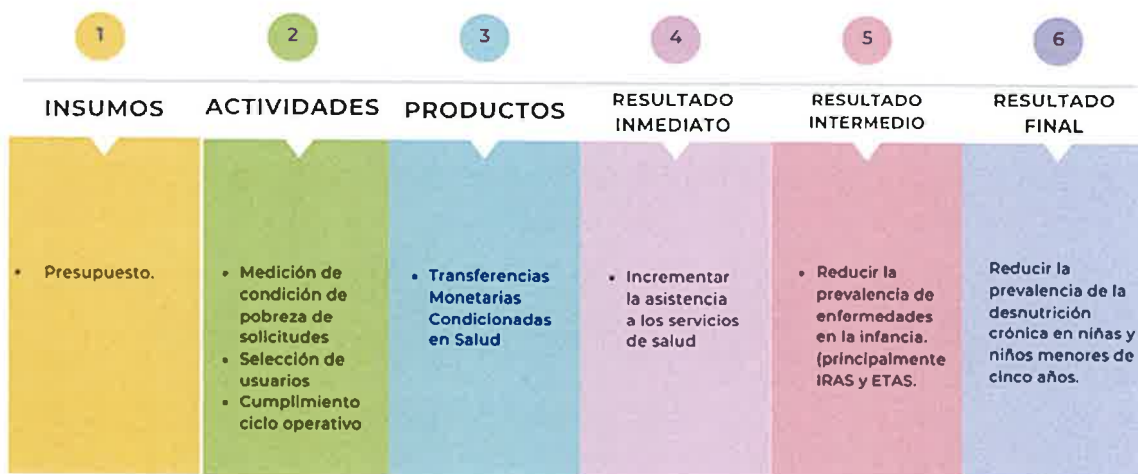 1
2
3
4
5
6
INSUMOS
ACTIVIDADES
PRODUCTOS
RESULTADO
INMEDIATO
RESULTADO
INTERMEDIO
RESULTADO
FINAL
• Presupuesto.
• Medición de
condición de
pobreza de
solicitudes
• Selección de
usuarios
• Cumplimiento
ciclo operativo
• Transferencias
Monetarias
Condicionadas
en Salud
• Incrementar
la asistencia
a los servicios
de salud
• Reducir la
prevalencia de
enfermedades
en la infancia.
(principalmente
IRAS y ETAS.
Reducir la
prevalencia de la
desnutrición
crónica en niñas y
niños menores de
cinco años.